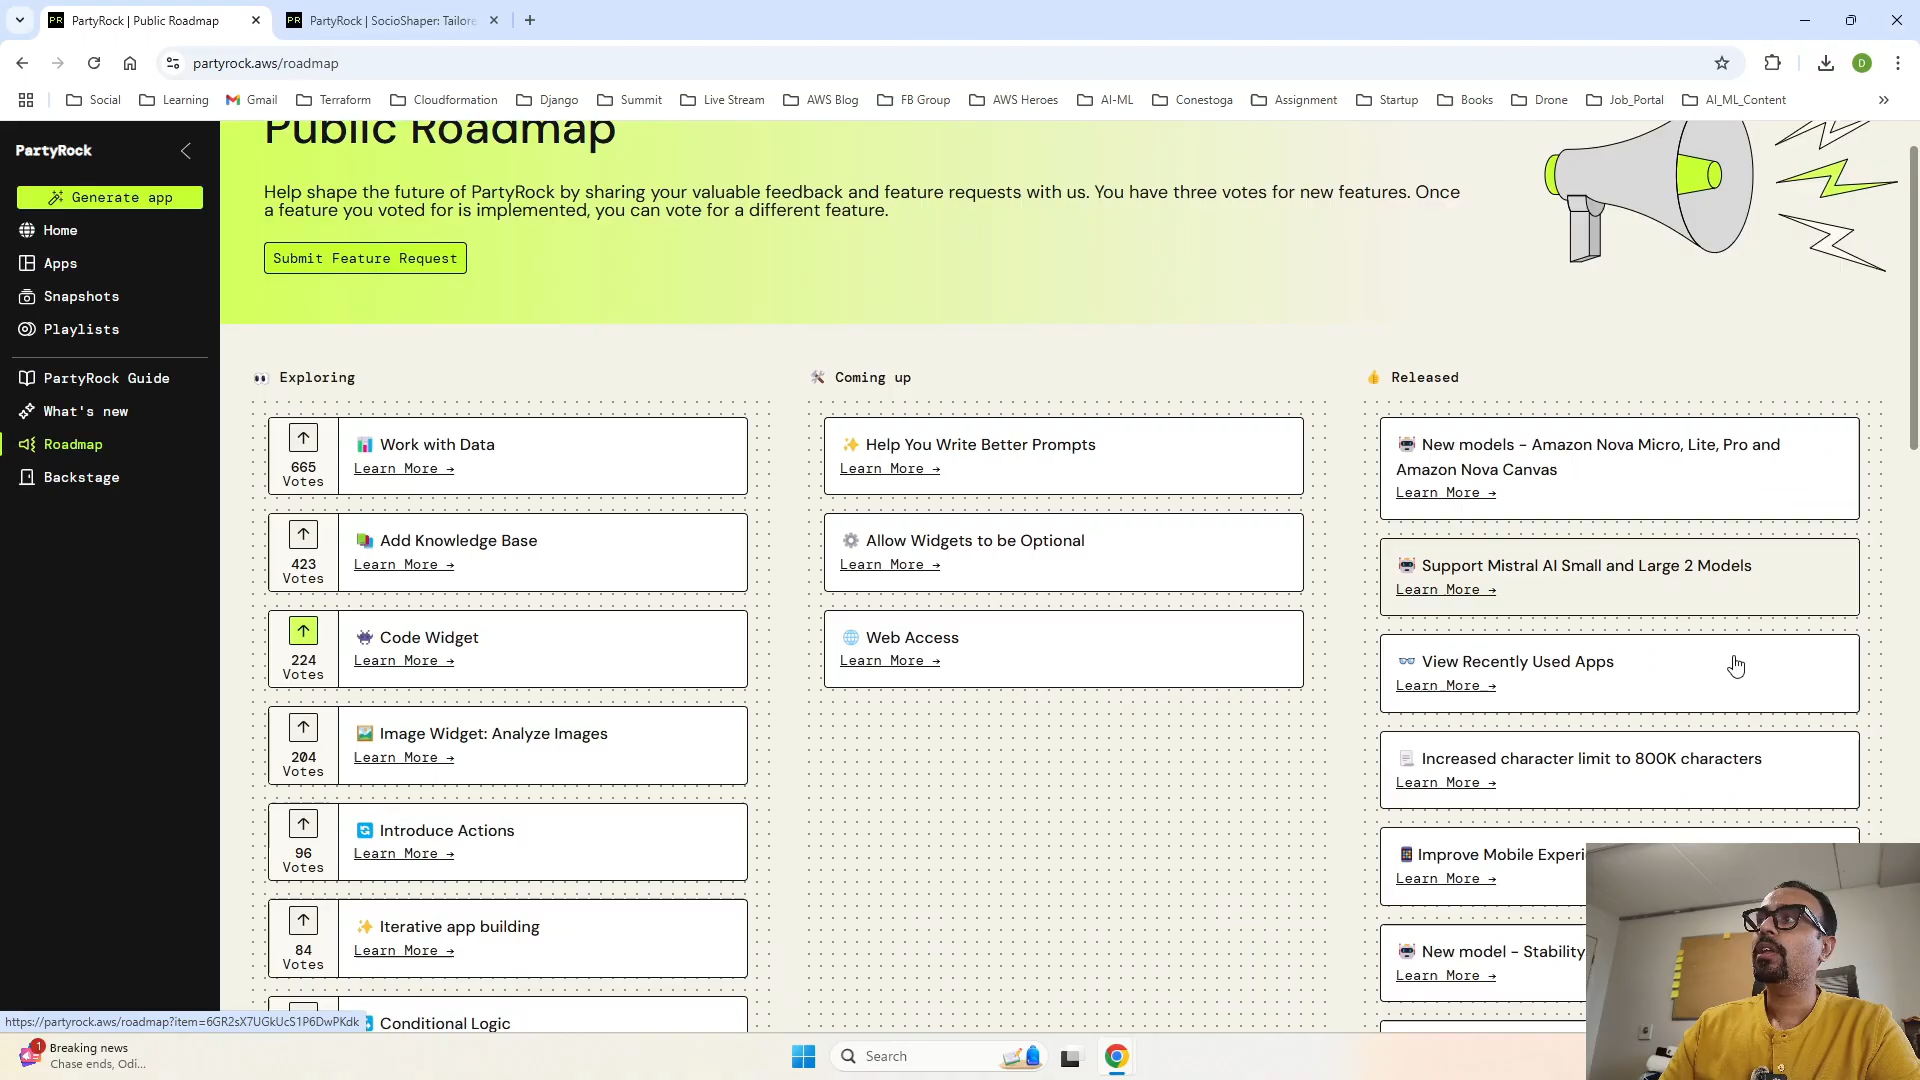 PartyRock | Public Roadmap
PartyRock | SocioShaper: Tailore
partyrock.aws/roadmap
D
Social
Learning
Gmail
Terraform
Cloudformation
Django
Summit
Live Stream
AWS Blog
FB Group
AWS Heroes
AI-ML
Conestoga
Assignment
Startup
Books
Drone
Job_Portal
AI_ML_Content
PartyRock
Generate app
Home
Apps
Snapshots
Playlists
PartyRock Guide
What's new
Roadmap
Backstage
Public Roadmap
Help shape the future of PartyRock by sharing your valuable feedback and feature requests with us. You have three votes for new features. Once
a feature you voted for is implemented, you can vote for a different feature.
Submit Feature Request
Exploring
665
Votes
Work with Data
Learn More →
423
Votes
Add Knowledge Base
Learn More →
224
Votes
Code Widget
Learn More →
204
Votes
Image Widget: Analyze Images
Learn More →
96
Votes
Introduce Actions
Learn More →
84
Votes
Iterative app building
Learn More →
Conditional Logic
Coming up
Help You Write Better Prompts
Learn More →
Allow Widgets to be Optional
Learn More →
Web Access
Learn More →
Released
New models - Amazon Nova Micro, Lite, Pro and
Amazon Nova Canvas
Learn More →
Support Mistral AI Small and Large 2 Models
Learn More →
View Recently Used Apps
Learn More →
Increased character limit to 800K characters
Learn More →
Improve Mobile Experi
Learn More →
New model - Stability
Learn More →
https://partyrock.aws/roadmap?item=6GR2sX7UGkUcS1P6DwPKdk
1
Breaking news
Chase ends, Odi...
Search